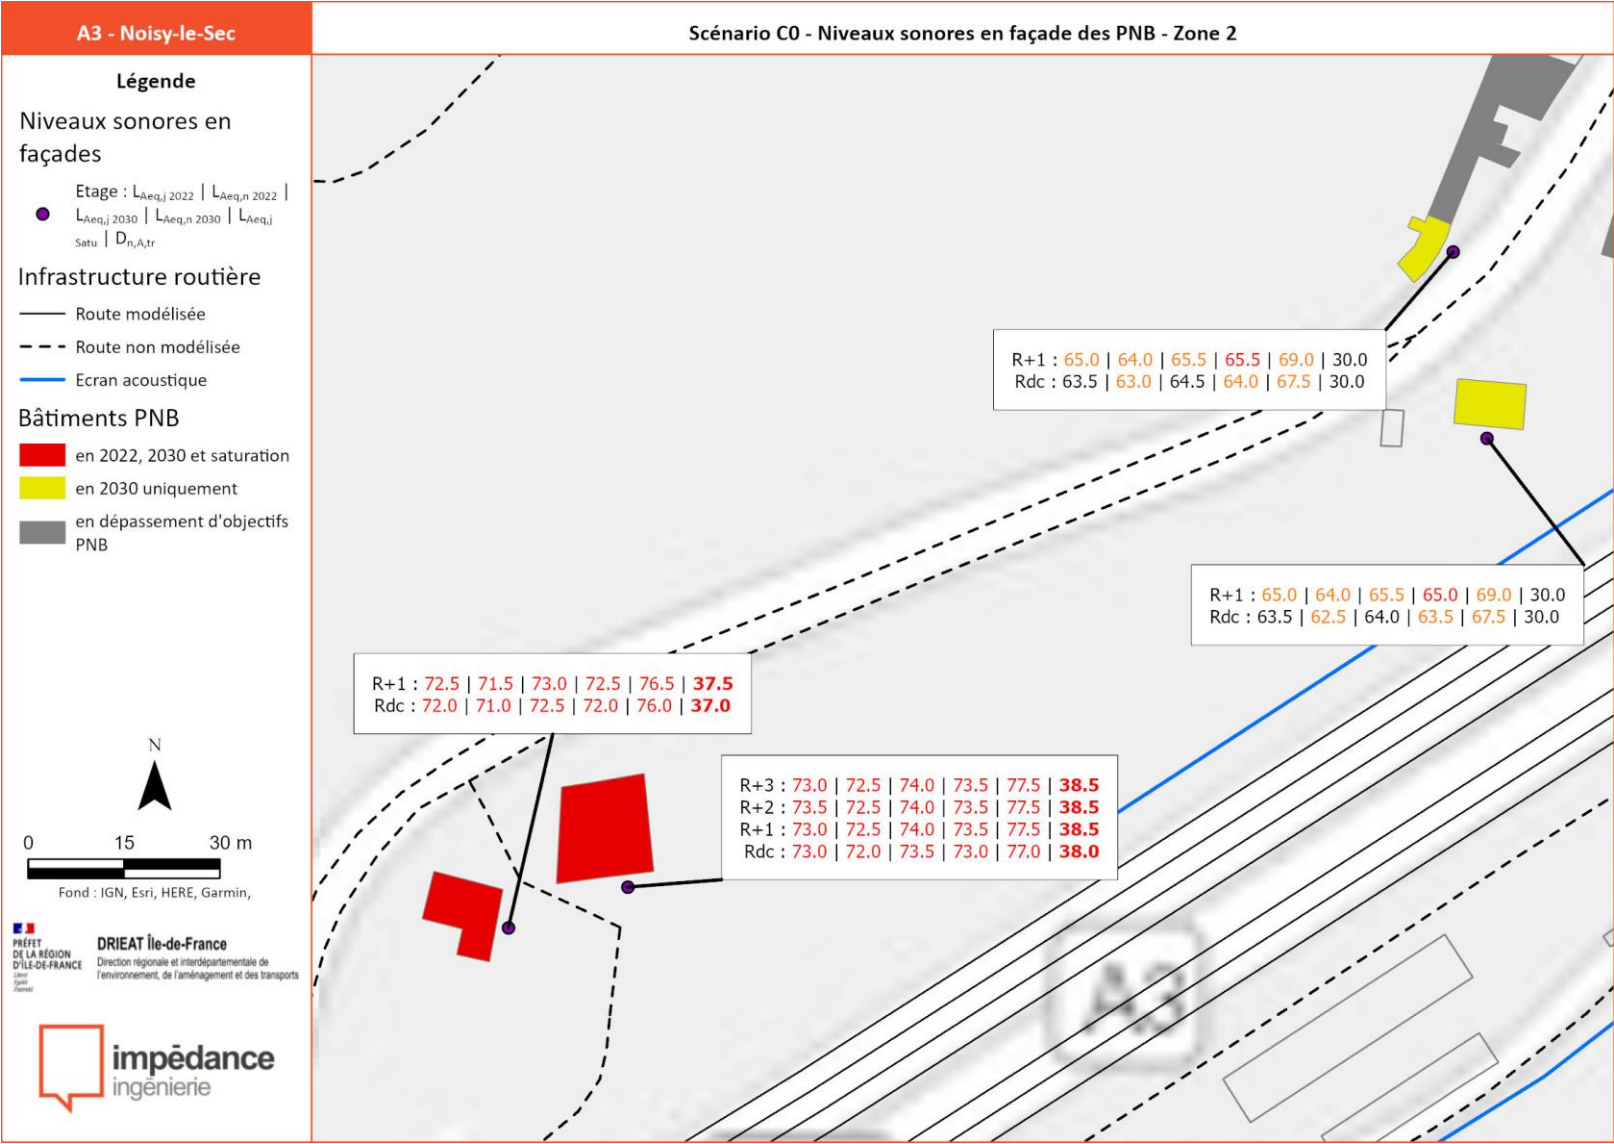 A3 - Noisy-le-Sec
Scénario C0 - Niveaux sonores en façade des PNB - Zone 2
Légende
Niveaux sonores en
façades
Etage : LAeq,j 2022 | LAeq,n 2022 |
LAeq,j 2030 | LAeq,n 2030 | LAeq,j
Satu | Dn,A,tr
Infrastructure routière
Route modélisée
Route non modélisée
Ecran acoustique
Bâtiments PNB
en 2022, 2030 et saturation
en 2030 uniquement
en dépassement d'objectifs
PNB
N
0 15 30 m
Fond : IGN, Esri, HERE, Garmin,
PRÉFET
DE LA RÉGION
D'ÎLE-DE-FRANCE
Liberté
Égalité
Fraternité
DRIEAT Île-de-France
Direction régionale et interdépartementale de
l'environnement, de l'aménagement et des transports
impédance
ingénierie
R+1 : 65.0 | 64.0 | 65.5 | 65.5 | 69.0 | 30.0
Rdc : 63.5 | 63.0 | 64.5 | 64.0 | 67.5 | 30.0
R+1 : 65.0 | 64.0 | 65.5 | 65.0 | 69.0 | 30.0
Rdc : 63.5 | 62.5 | 64.0 | 63.5 | 67.5 | 30.0
R+1 : 72.5 | 71.5 | 73.0 | 72.5 | 76.5 | 37.5
Rdc : 72.0 | 71.0 | 72.5 | 72.0 | 76.0 | 37.0
R+3 : 73.0 | 72.5 | 74.0 | 73.5 | 77.5 | 38.5
R+2 : 73.5 | 72.5 | 74.0 | 73.5 | 77.5 | 38.5
R+1 : 73.0 | 72.5 | 74.0 | 73.5 | 77.5 | 38.5
Rdc : 73.0 | 72.0 | 73.5 | 73.0 | 77.0 | 38.0
A3